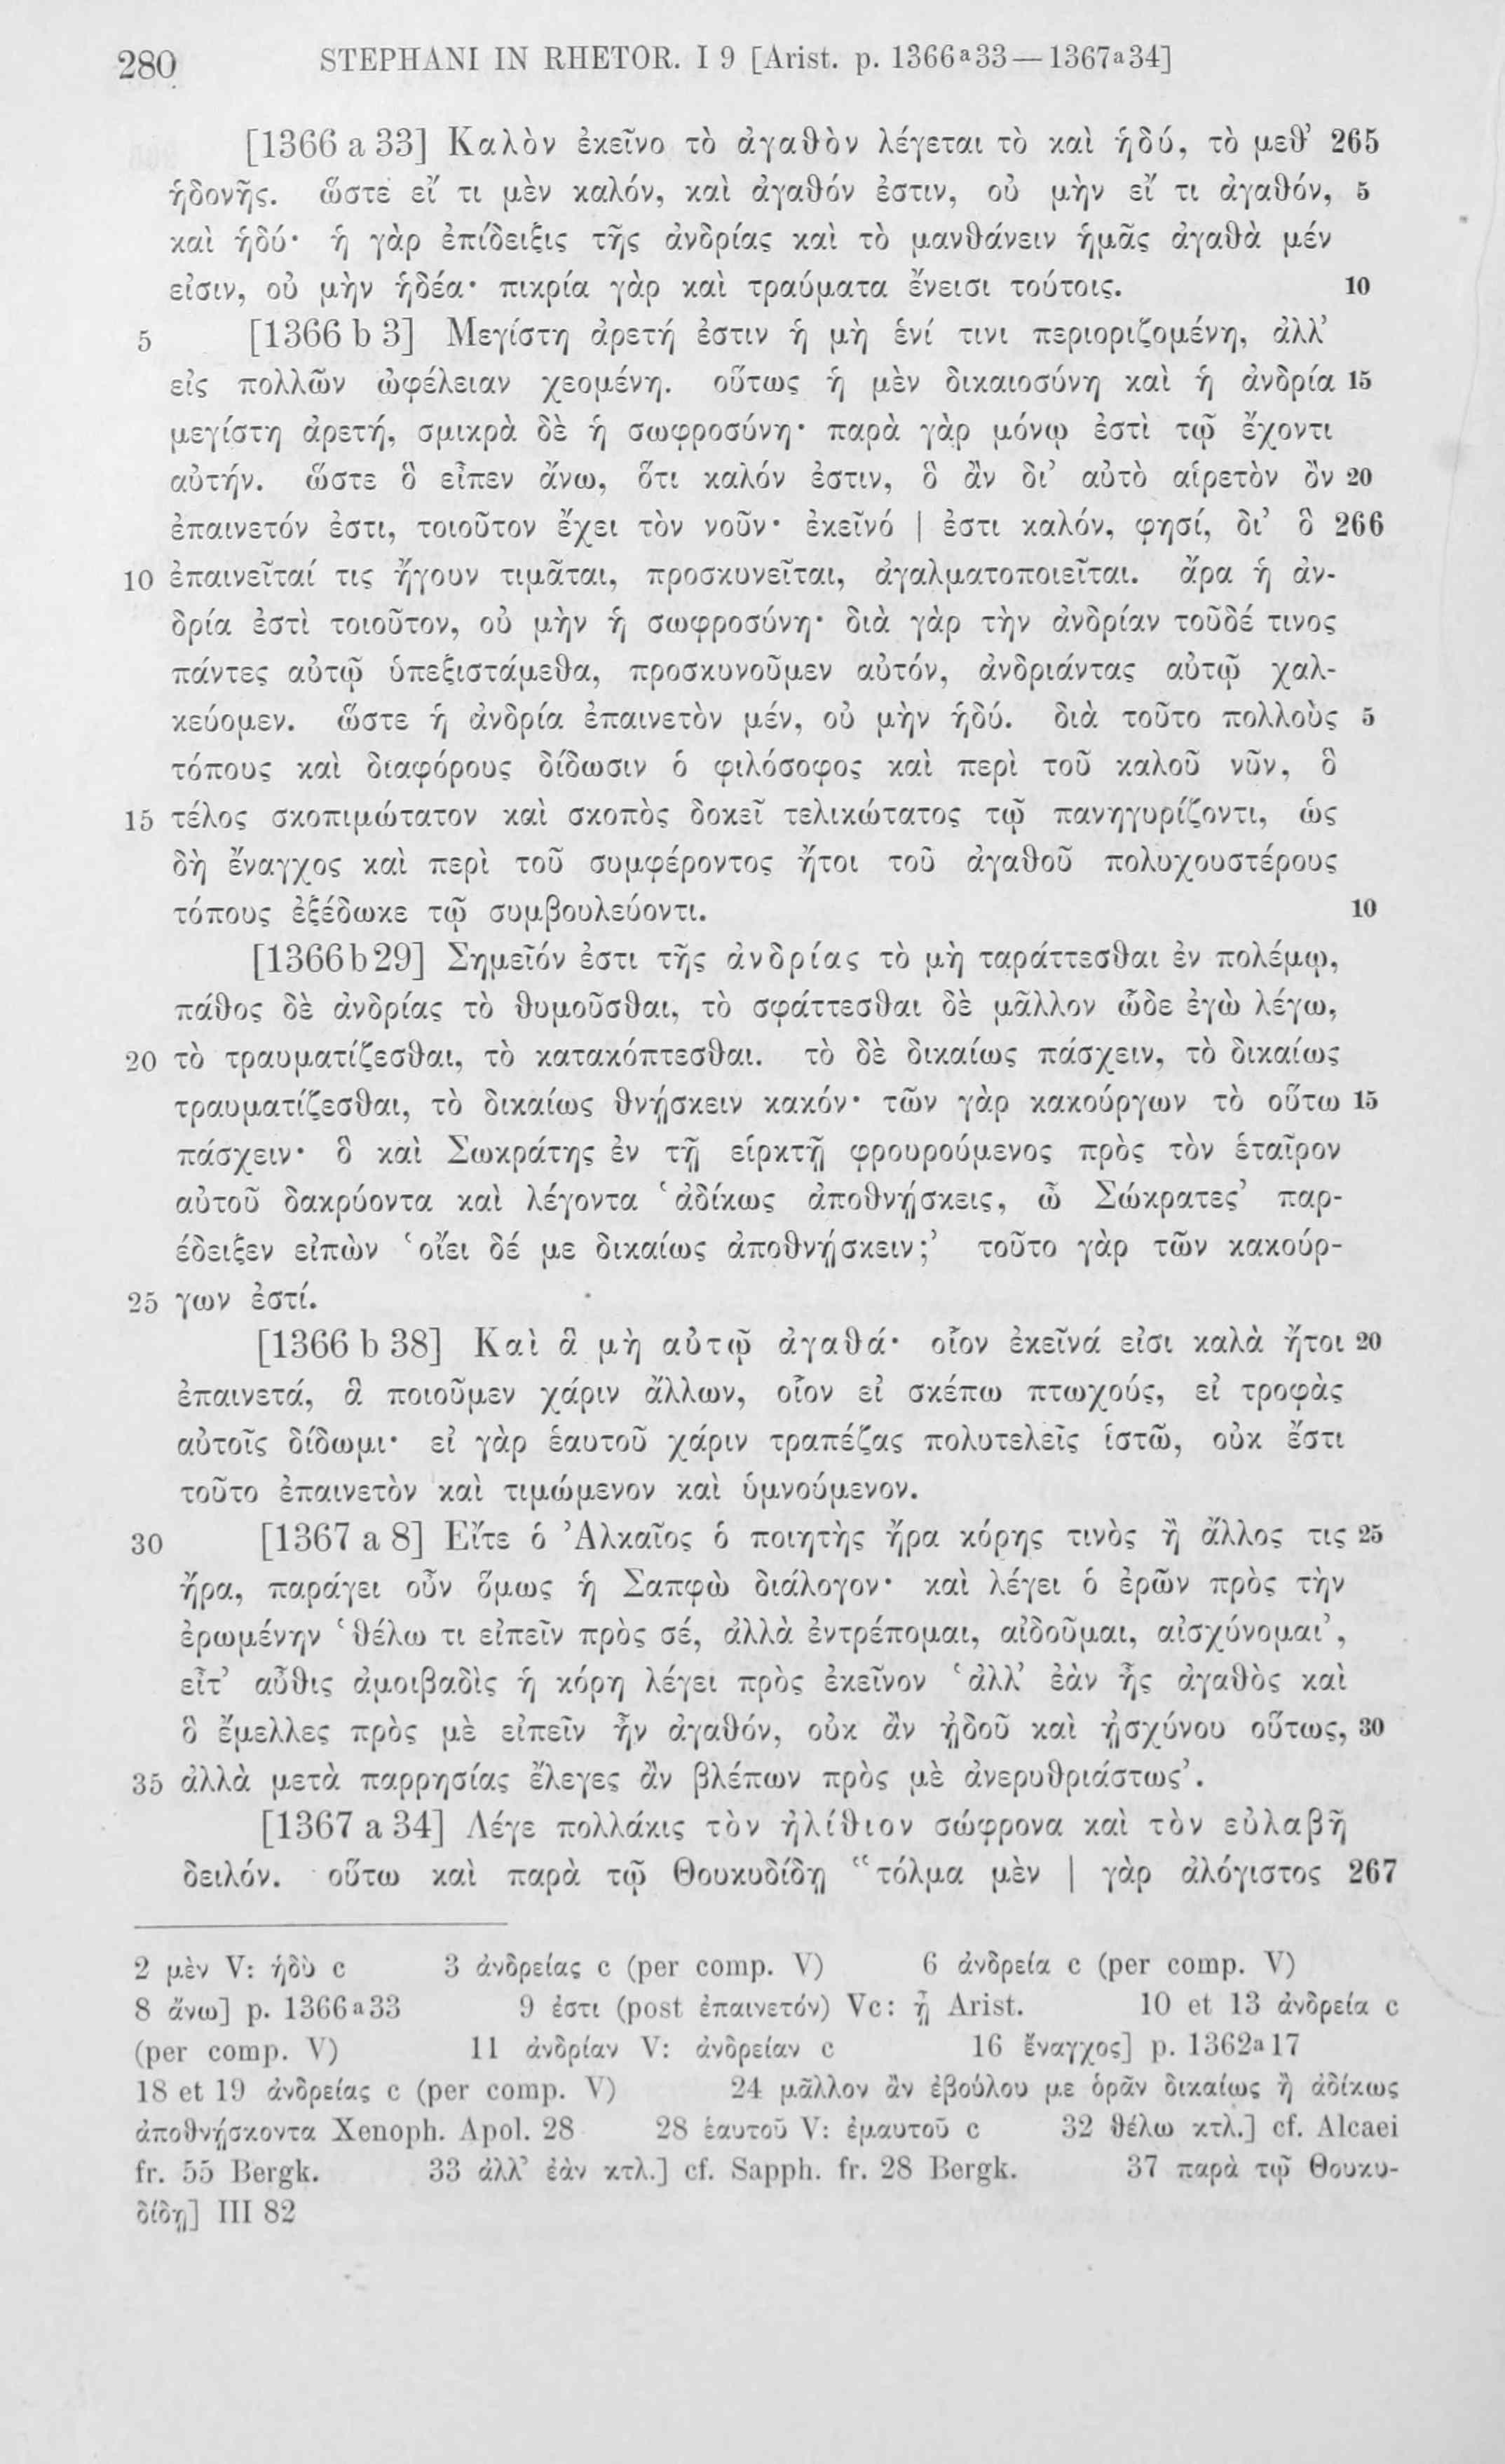 280 STEPHANI IN RHETOR. I 9 [Arist. p. 1366ª33—1367ª34]
[1366 a 33] Καλὸν ἐκεῖνο τὸ ἀγαθὸν λέγεται τὸ καὶ ἡδύ, τὸ μεθ’ 265
ἡδονῆς. ὥστε εἴ τι μὲν καλόν, καὶ ἀγαθόν ἐστιν, οὐ μὴν εἴ τι ἀγαθόν, 5
καὶ ἡδύ· ἡ γὰρ ἐπίδειξις τῆς ἀνδρίας καὶ τὸ μανθάνειν ἡμᾶς ἀγαθὰ μέν
εἰσιν, οὐ μὴν ἡδέα· πικρία γὰρ καὶ τραύματα ἔνεισι τούτοις. 10
5 [1366 b 3] Μεγίστη ἀρετή ἐστιν ἡ μὴ ἑνί τινι περιοριζομένη, ἀλλ’
εἰς πολλῶν ὠφέλειαν χεομένη. οὕτως ἡ μὲν δικαιοσύνη καὶ ἡ ἀνδρία 15
μεγίστη ἀρετή, σμικρὰ δὲ ἡ σωφροσύνη· παρὰ γὰρ μόνῳ ἐστὶ τῷ ἔχοντι
αὐτήν. ὥστε ὃ εἶπεν ἄνω, ὅτι καλόν ἐστιν, ὃ ἂν δι’ αὑτὸ αἱρετὸν ὂν 20
ἐπαινετόν ἐστι, τοιοῦτον ἔχει τὸν νοῦν· ἐκεῖνό | ἐστι καλόν, φησί, δι’ ὃ 266
10 ἐπαινεῖταί τις ἤγουν τιμᾶται, προσκυνεῖται, ἀγαλματοποιεῖται. ἄρα ἡ ἀν-
δρία ἐστὶ τοιοῦτον, οὐ μὴν ἡ σωφροσύνη· διὰ γὰρ τὴν ἀνδρίαν τοῦδέ τινος
πάντες αὐτῷ ὑπεξιστάμεθα, προσκυνοῦμεν αὐτόν, ἀνδριάντας αὐτῷ χαλ-
κεύομεν. ὥστε ἡ ἀνδρία ἐπαινετὸν μέν, οὐ μὴν ἡδύ. διὰ τοῦτο πολλοὺς 5
τόπους καὶ διαφόρους δίδωσιν ὁ φιλόσοφος καὶ περὶ τοῦ καλοῦ νῦν, ὃ
15 τέλος σκοπιμώτατον καὶ σκοπὸς δοκεῖ τελικώτατος τῷ πανηγυρίζοντι, ὡς
δὴ ἔναγχος καὶ περὶ τοῦ συμφέροντος ἤτοι τοῦ ἀγαθοῦ πολυχουστέρους
τόπους ἐξέδωκε τῷ συμβουλεύοντι. 10
[1366b29] Σημεῖόν ἐστι τῆς ἀνδρίας τὸ μὴ ταράττεσθαι ἐν πολέμῳ,
πάθος δὲ ἀνδρίας τὸ θυμοῦσθαι, τὸ σφάττεσθαι δὲ μᾶλλον ὧδε ἐγὼ λέγω,
20 τὸ τραυματίζεσθαι, τὸ κατακόπτεσθαι. τὸ δὲ δικαίως πάσχειν, τὸ δικαίως
τραυματίζεσθαι, τὸ δικαίως θνῄσκειν κακόν· τῶν γὰρ κακούργων τὸ οὕτω 15
πάσχειν· ὃ καὶ Σωκράτης ἐν τῇ εἱρκτῇ φρουρούμενος πρὸς τὸν ἑταῖρον
αὐτοῦ δακρύοντα καὶ λέγοντα ‘ἀδίκως ἀποθνῄσκεις, ὦ Σώκρατες’ παρ-
έδειξεν εἰπὼν ‘οἴει δέ με δικαίως ἀποθνῄσκειν;’ τοῦτο γὰρ τῶν κακούρ-
25 γων ἐστί.
[1366 b 38] Καὶ ἃ μὴ αὑτῷ ἀγαθά· οἷον ἐκεῖνά εἰσι καλὰ ἤτοι 20
ἐπαινετά, ἃ ποιοῦμεν χάριν ἄλλων, οἷον εἰ σκέπω πτωχούς, εἰ τροφὰς
αὐτοῖς δίδωμι· εἰ γὰρ ἑαυτοῦ χάριν τραπέζας πολυτελεῖς ἱστῶ, οὐκ ἔστι
τοῦτο ἐπαινετὸν καὶ τιμώμενον καὶ ὑμνούμενον.
30 [1367 a 8] Εἴτε ὁ Ἀλκαῖος ὁ ποιητὴς ἤρα κόρης τινὸς ἢ ἄλλος τις 25
ἤρα, παράγει οὖν ὅμως ἡ Σαπφὼ διάλογον· καὶ λέγει ὁ ἐρῶν πρὸς τὴν
ἐρωμένην ‘θέλω τι εἰπεῖν πρὸς σέ, ἀλλὰ ἐντρέπομαι, αἰδοῦμαι, αἰσχύνομαι’,
εἶτ’ αὖθις ἀμοιβαδὶς ἡ κόρη λέγει πρὸς ἐκεῖνον ‘ἀλλ’ ἐὰν ἦς ἀγαθὸς καὶ
ὃ ἔμελλες πρὸς μὲ εἰπεῖν ἦν ἀγαθόν, οὐκ ἂν ᾐδοῦ καὶ ᾐσχύνου οὕτως, 30
35 ἀλλὰ μετὰ παρρησίας ἔλεγες ἂν βλέπων πρὸς μὲ ἀνερυθριάστως’.
[1367 a 34] Λέγε πολλάκις τὸν ἠλίθιον σώφρονα καὶ τὸν εὐλαβῆ
δειλόν. οὕτω καὶ παρὰ τῷ Θουκυδίδῃ “τόλμα μὲν | γὰρ ἀλόγιστος 267
2 μὲν V: ἡδὺ c 3 ἀνδρείας c (per comp. V) 6 ἀνδρεία c (per comp. V)
8 ἄνω] p. 1366ª33 9 ἐστι (post ἐπαινετόν) Vc: ᾖ Arist. 10 et 13 ἀνδρεία c
(per comp. V) 11 ἀνδρίαν V: ἀνδρείαν c 16 ἔναγχος] p. 1362ª17
18 et 19 ἀνδρείας c (per comp. V) 24 μᾶλλον ἂν ἐβούλου με ὁρᾶν δικαίως ἢ ἀδίκως
ἀποθνῄσκοντα Xenoph. Apol. 28 28 ἑαυτοῦ V: ἐμαυτοῦ c 32 θέλω κτλ.] cf. Alcaei
fr. 55 Bergk. 33 ἀλλ’ ἐὰν κτλ.] cf. Sapph. fr. 28 Bergk. 37 παρὰ τῷ Θουκυ-
δίδῃ] III 82